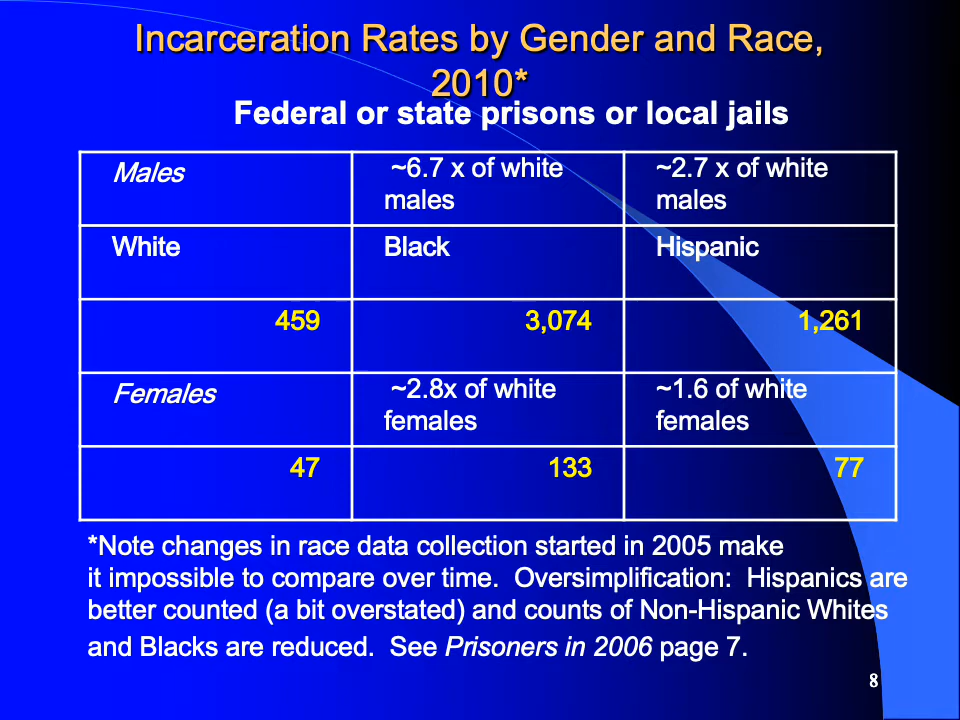 Incarceration Rates by Gender and Race,
2010*
Federal or state prisons or local jails
Males
~6.7 x of white
males
~2.7 x of white
males
White
Black
Hispanic
459
3,074
1,261
Females
~2.8x of white
females
~1.6 of white
females
47
133
77
*Note changes in race data collection started in 2005 make
it impossible to compare over time.  Oversimplification:  Hispanics are
better counted (a bit overstated) and counts of Non-Hispanic Whites
and Blacks are reduced.  See Prisoners in 2006 page 7.
8